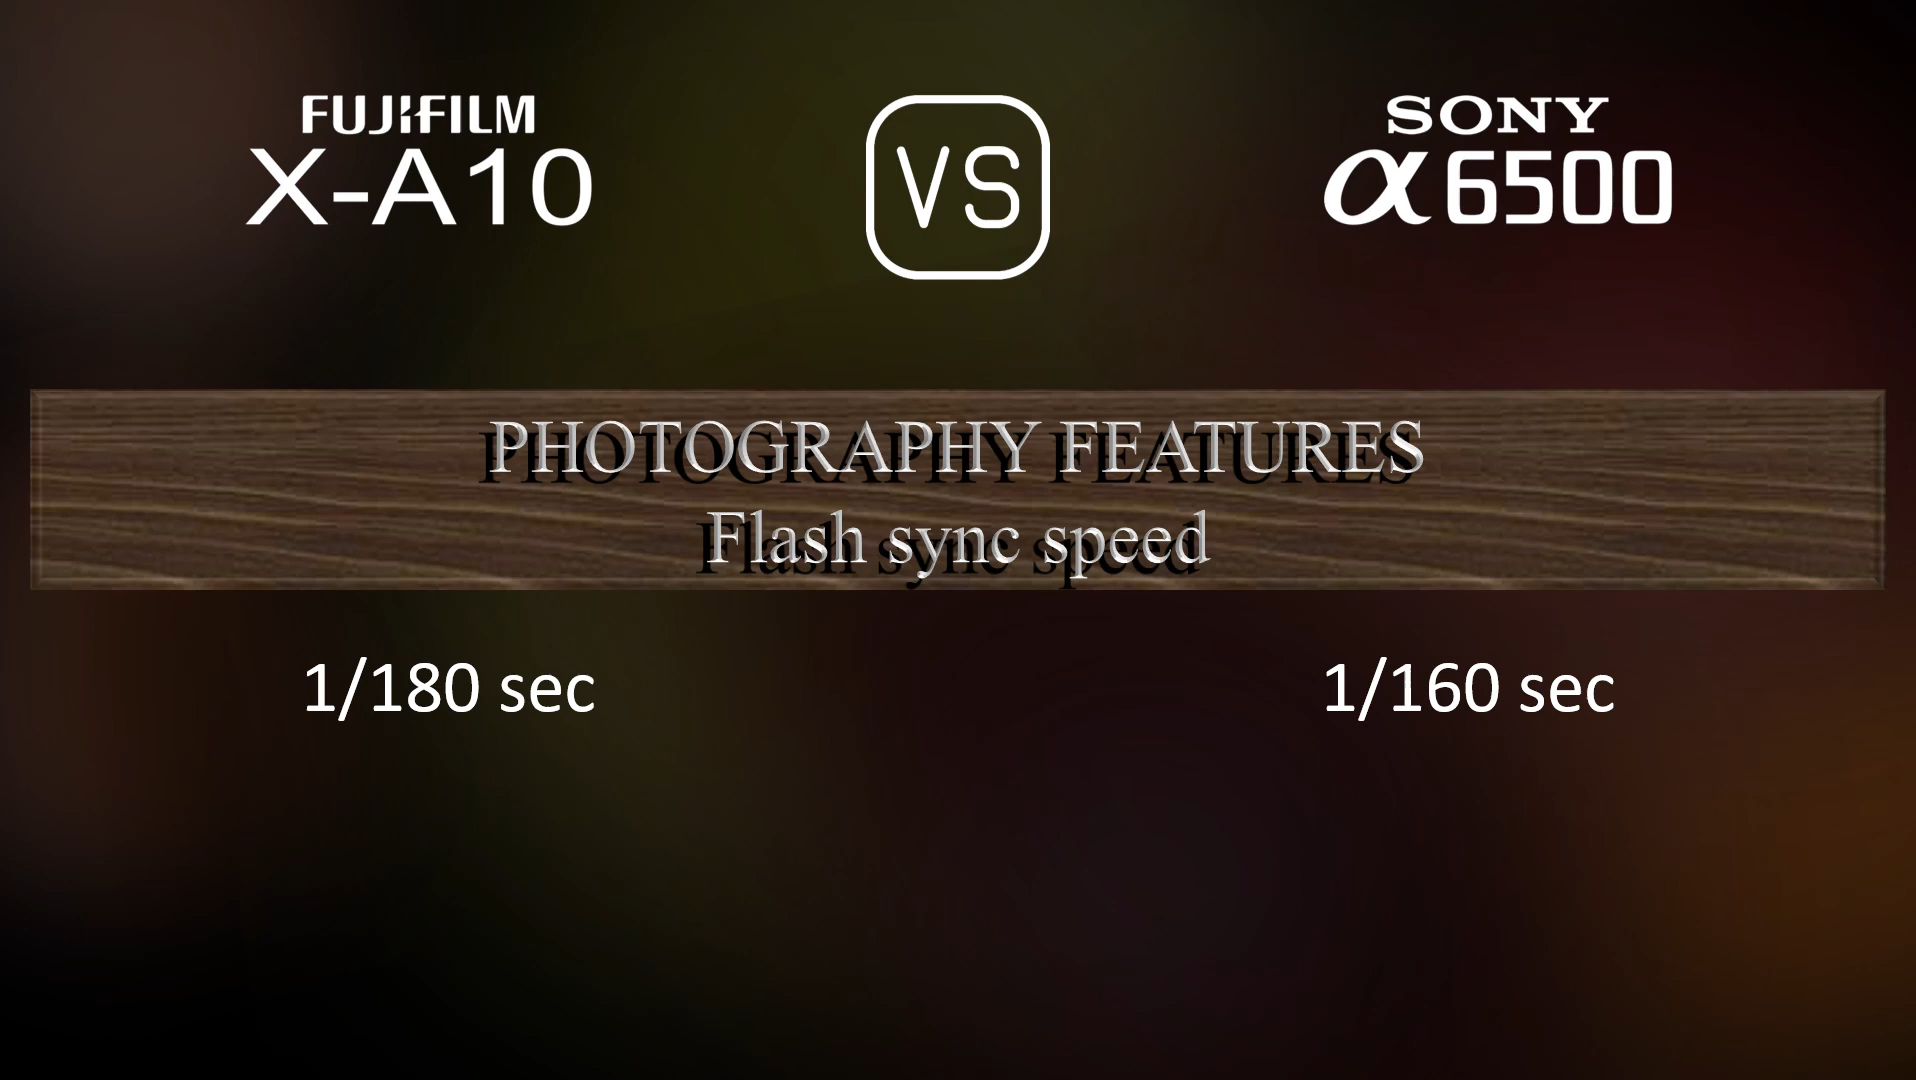 FUJIFILM
X-A10
VS
SONY
α6500
PHOTOGRAPHY FEATURES
Flash sync speed
1/180 sec
1/160 sec